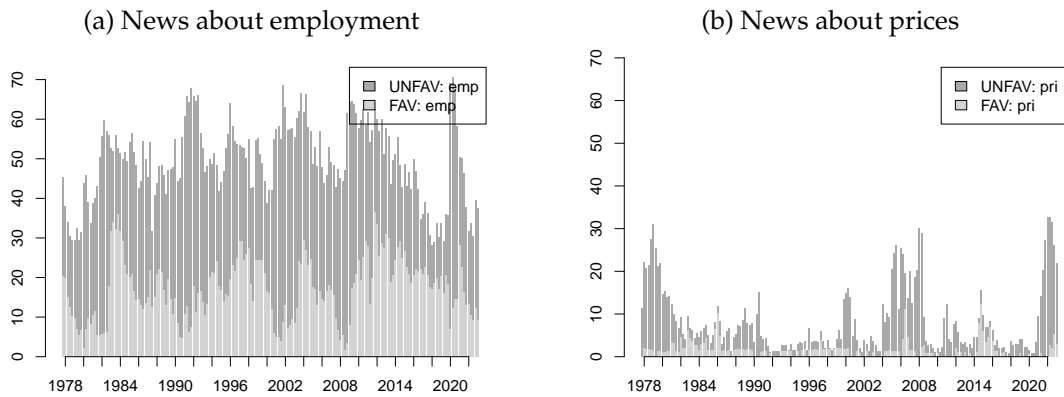 (a) News about employment
UNFAV: emp
FAV: emp
70
60
50
40
30
20
10
0
1978 1984 1990 1996 2002 2008 2014 2020
(b) News about prices
UNFAV: pri
FAV: pri
70
60
50
40
30
20
10
0
1978 1984 1990 1996 2002 2008 2014 2020